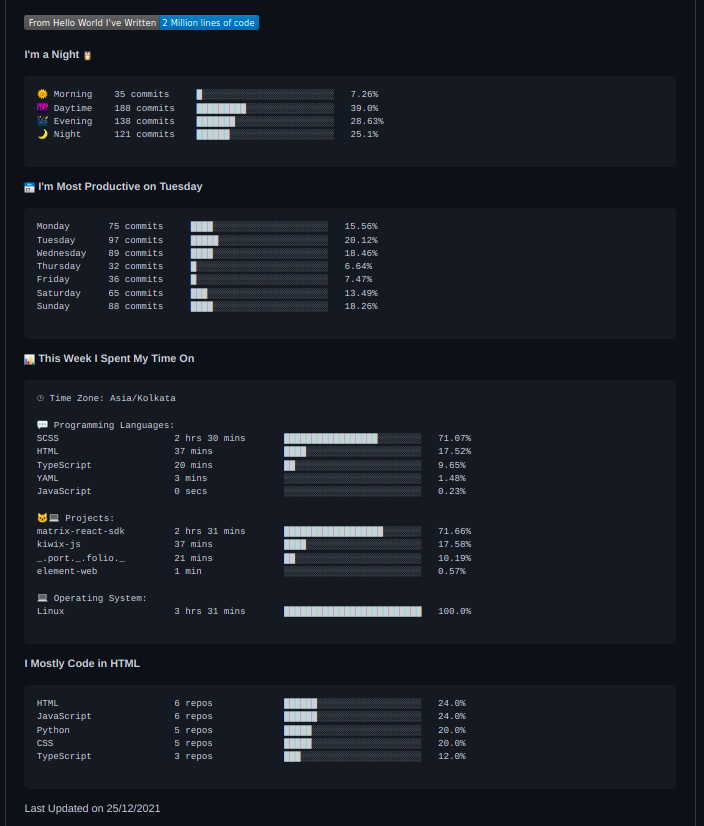 From Hello World I've Written 2 Million lines of code
I'm a Night 🦉
🌞 Morning 35 commits █░░░░░░░░░░░░░░░░░░░░░░░░ 7.26%
🌆 Daytime 188 commits █████████░░░░░░░░░░░░░░░░ 39.0%
🌃 Evening 138 commits ███████░░░░░░░░░░░░░░░░░░ 28.63%
🌙 Night 121 commits ██████░░░░░░░░░░░░░░░░░░░ 25.1%
📅 I'm Most Productive on Tuesday
Monday 75 commits ████░░░░░░░░░░░░░░░░░░░░░ 15.56%
Tuesday 97 commits █████░░░░░░░░░░░░░░░░░░░░ 20.12%
Wednesday 89 commits ████░░░░░░░░░░░░░░░░░░░░░ 18.46%
Thursday 32 commits █░░░░░░░░░░░░░░░░░░░░░░░░ 6.64%
Friday 36 commits █░░░░░░░░░░░░░░░░░░░░░░░░ 7.47%
Saturday 65 commits ███░░░░░░░░░░░░░░░░░░░░░░ 13.49%
Sunday 88 commits ████░░░░░░░░░░░░░░░░░░░░░ 18.26%
📊 This Week I Spent My Time On
🕑 Time Zone: Asia/Kolkata
💬 Programming Languages:
SCSS 2 hrs 30 mins █████████████████░░░░░░░░ 71.07%
HTML 37 mins ████░░░░░░░░░░░░░░░░░░░░░ 17.52%
TypeScript 20 mins ██░░░░░░░░░░░░░░░░░░░░░░░ 9.65%
YAML 3 mins ░░░░░░░░░░░░░░░░░░░░░░░░░ 1.48%
JavaScript 0 secs ░░░░░░░░░░░░░░░░░░░░░░░░░ 0.23%
🐱💻 Projects:
matrix-react-sdk 2 hrs 31 mins ██████████████████░░░░░░░ 71.66%
kiwix-js 37 mins ████░░░░░░░░░░░░░░░░░░░░░ 17.58%
_.port._.folio._ 21 mins ██░░░░░░░░░░░░░░░░░░░░░░░ 10.19%
element-web 1 min ░░░░░░░░░░░░░░░░░░░░░░░░░ 0.57%
💻 Operating System:
Linux 3 hrs 31 mins █████████████████████████ 100.0%
I Mostly Code in HTML
HTML 6 repos ██████░░░░░░░░░░░░░░░░░░░ 24.0%
JavaScript 6 repos ██████░░░░░░░░░░░░░░░░░░░ 24.0%
Python 5 repos █████░░░░░░░░░░░░░░░░░░░░ 20.0%
CSS 5 repos █████░░░░░░░░░░░░░░░░░░░░ 20.0%
TypeScript 3 repos ███░░░░░░░░░░░░░░░░░░░░░░ 12.0%
Last Updated on 25/12/2021